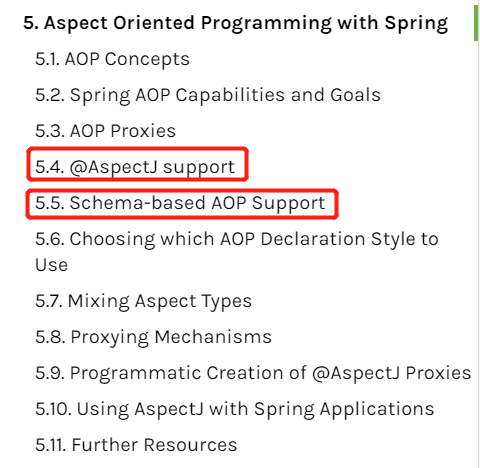 5. Aspect Oriented Programming with Spring
5.1. AOP Concepts
5.2. Spring AOP Capabilities and Goals
5.3. AOP Proxies
5.4. @AspectJ support
5.5. Schema-based AOP Support
5.6. Choosing which AOP Declaration Style to
Use
5.7. Mixing Aspect Types
5.8. Proxying Mechanisms
5.9. Programmatic Creation of @AspectJ Proxies
5.10. Using AspectJ with Spring Applications
5.11. Further Resources